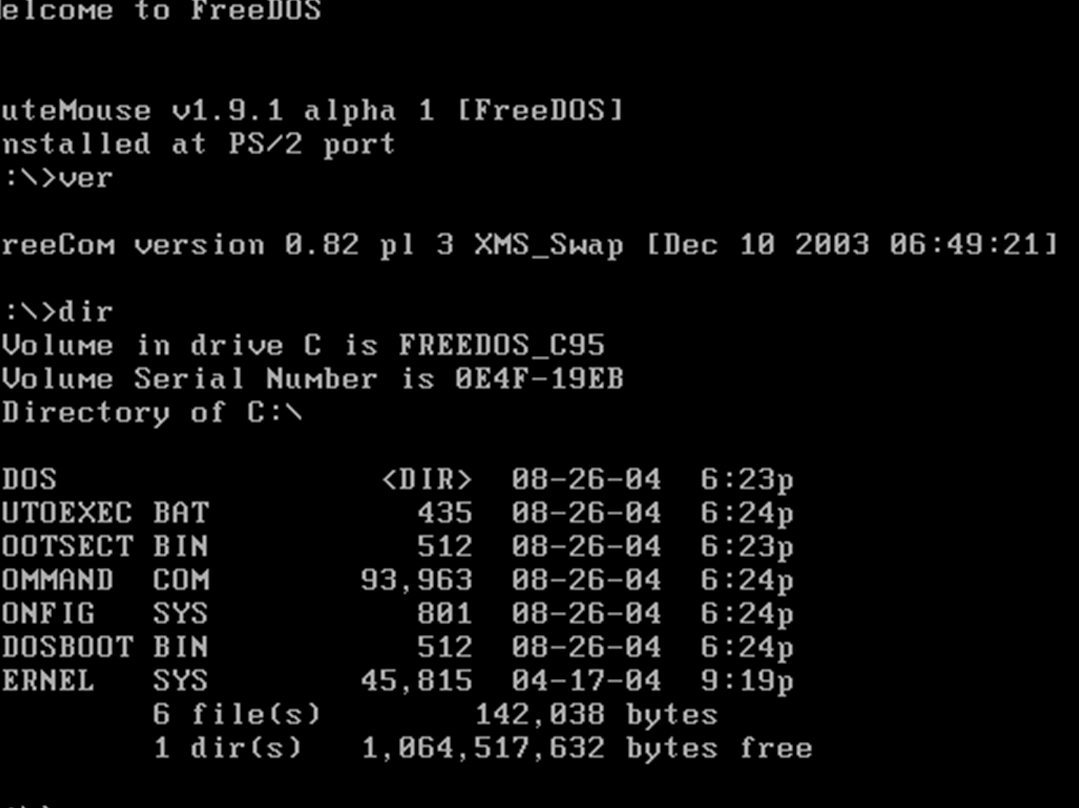 elcome to FreeDOS
uteMouse v1.9.1 alpha 1 [FreeDOS]
nstalled at PS/2 port
:\>ver
reeCom version 0.82 pl 3 XMS_Swap [Dec 10 2003 06:49:21]
:\>dir
Volume in drive C is FREEDOS_C95
Volume Serial Number is 0E4F-19EB
Directory of C:\
DOS <DIR> 08-26-04 6:23p
UTOEXEC BAT 435 08-26-04 6:24p
OOTSECT BIN 512 08-26-04 6:23p
OMMAND COM 93,963 08-26-04 6:24p
ONFIG SYS 801 08-26-04 6:24p
DOSBOOT BIN 512 08-26-04 6:24p
ERNEL SYS 45,815 04-17-04 9:19p
6 file(s) 142,038 bytes
1 dir(s) 1,064,517,632 bytes free